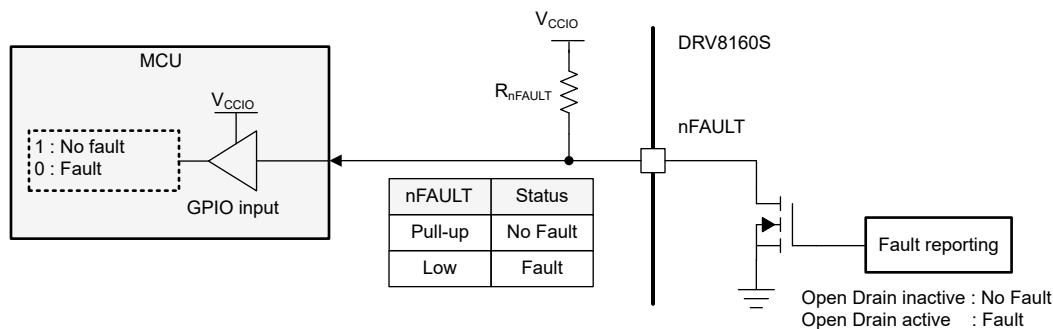 VCCIO
DRV8160S
MCU
RnFAULT
VCCIO
nFAULT
1 : No fault
0 : Fault
GPIO input
nFAULT Status
Pull-up No Fault
Low Fault
Fault reporting
Open Drain inactive : No Fault
Open Drain active : Fault